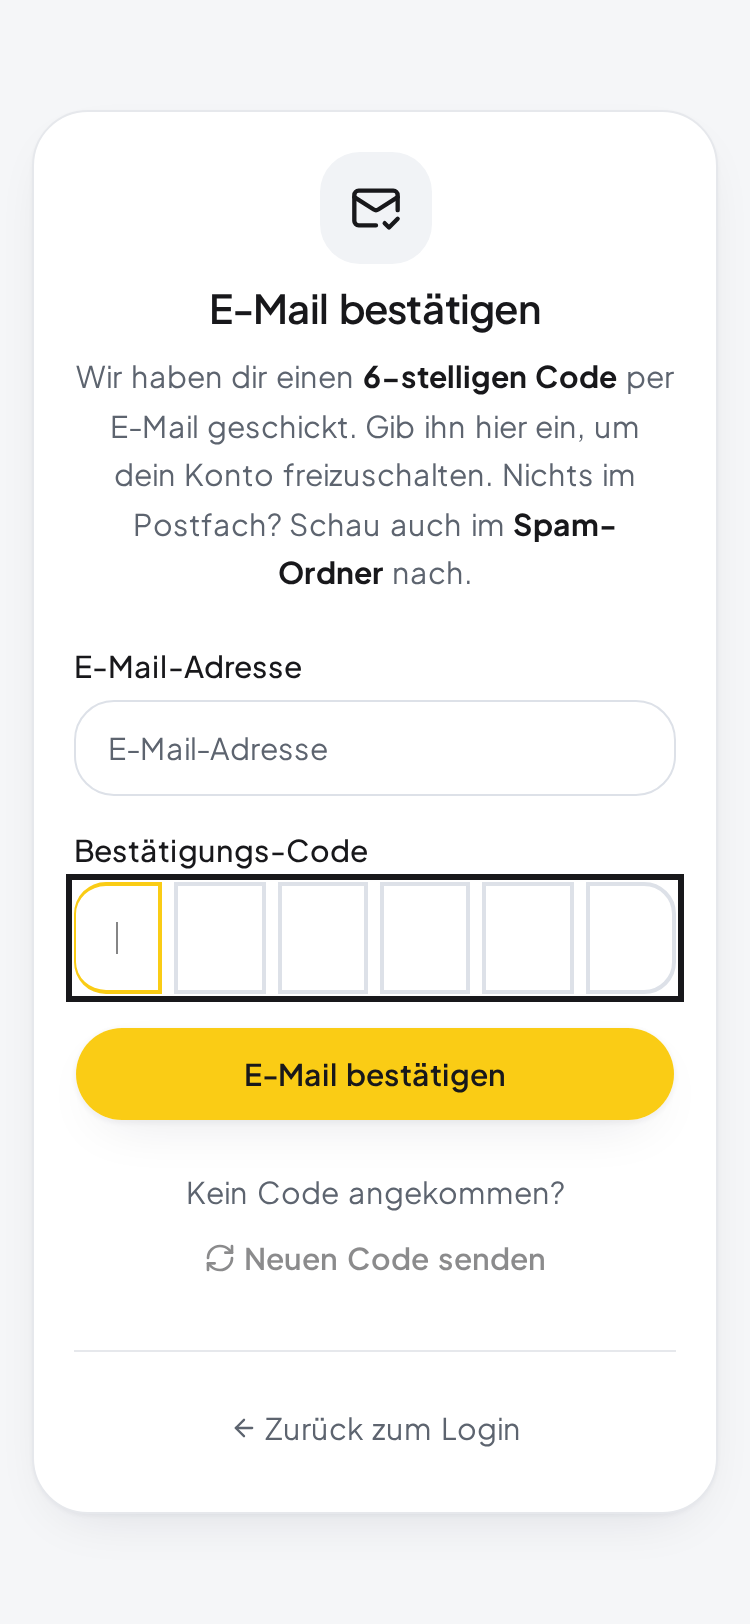 E-Mail bestätigen
Wir haben dir einen 6-stelligen Code per
E-Mail geschickt. Gib ihn hier ein, um
dein Konto freizuschalten. Nichts im
Postfach? Schau auch im Spam-
Ordner nach.
E-Mail-Adresse
E-Mail-Adresse
Bestätigungs-Code
E-Mail bestätigen
Kein Code angekommen?
Neuen Code senden
← Zurück zum Login